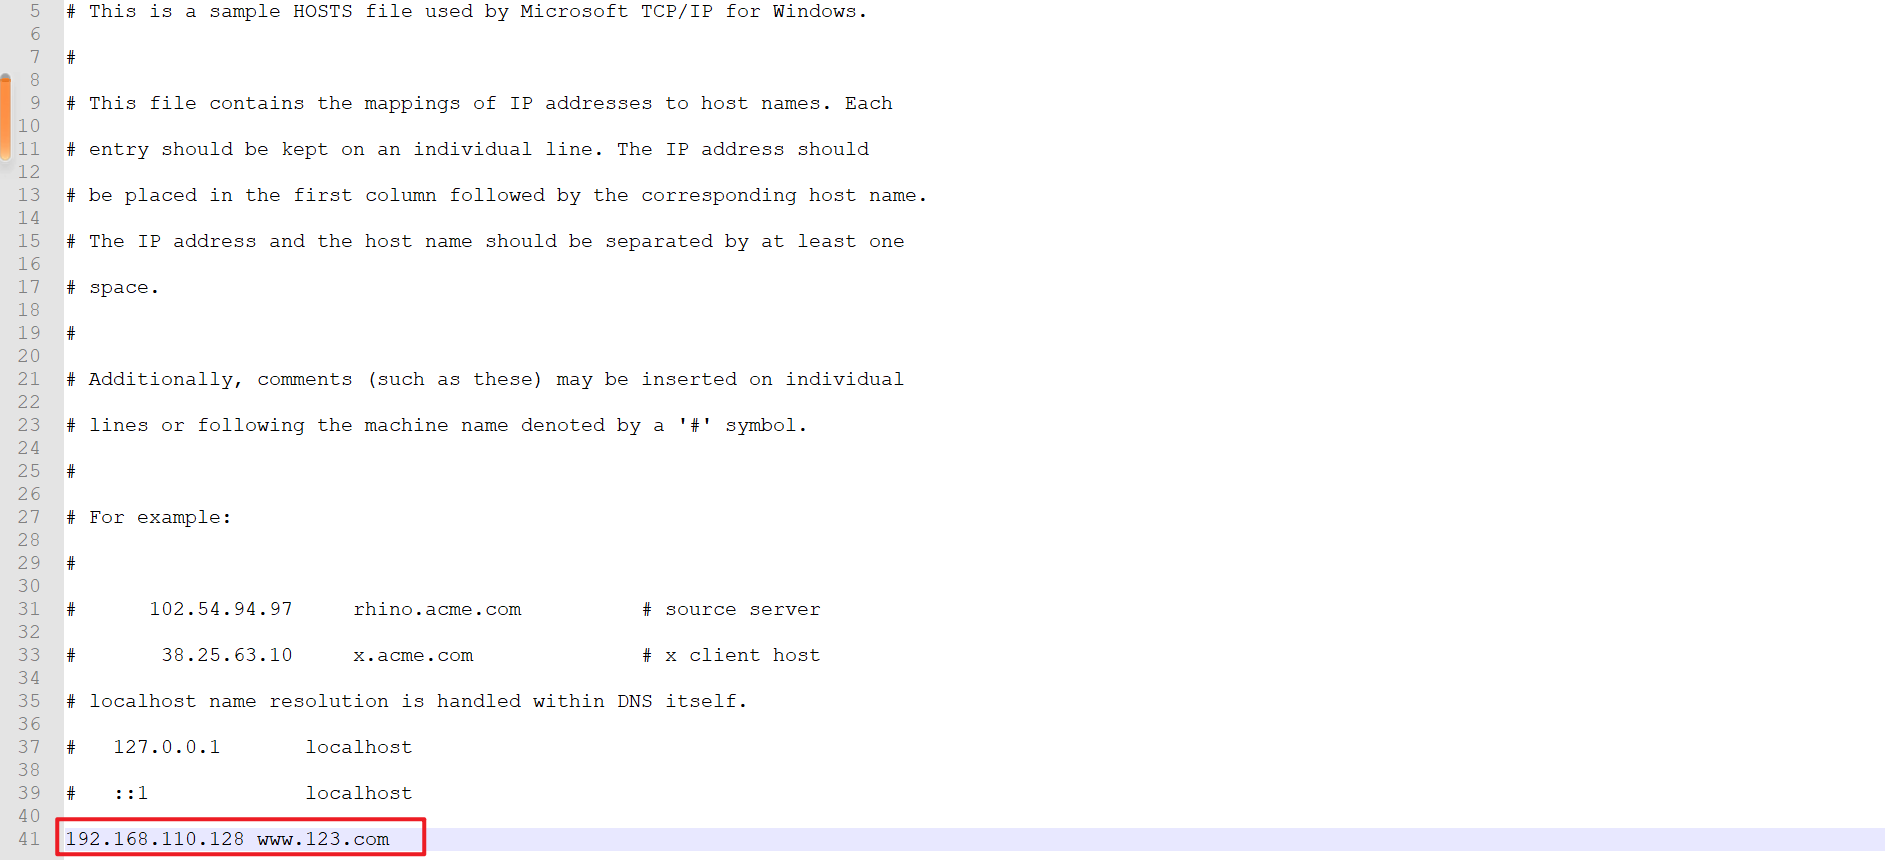 5 # This is a sample HOSTS file used by Microsoft TCP/IP for Windows.
6
7 #
8
9 # This file contains the mappings of IP addresses to host names. Each
10
11 # entry should be kept on an individual line. The IP address should
12
13 # be placed in the first column followed by the corresponding host name.
14
15 # The IP address and the host name should be separated by at least one
16
17 # space.
18
19 #
20
21 # Additionally, comments (such as these) may be inserted on individual
22
23 # lines or following the machine name denoted by a '#' symbol.
24
25 #
26
27 # For example:
28
29 #
30
31 #      102.54.94.97     rhino.acme.com          # source server
32
33 #       38.25.63.10     x.acme.com              # x client host
34
35 # localhost name resolution is handled within DNS itself.
36
37 #   127.0.0.1       localhost
38
39 #   ::1             localhost
40
41 192.168.110.128 www.123.com